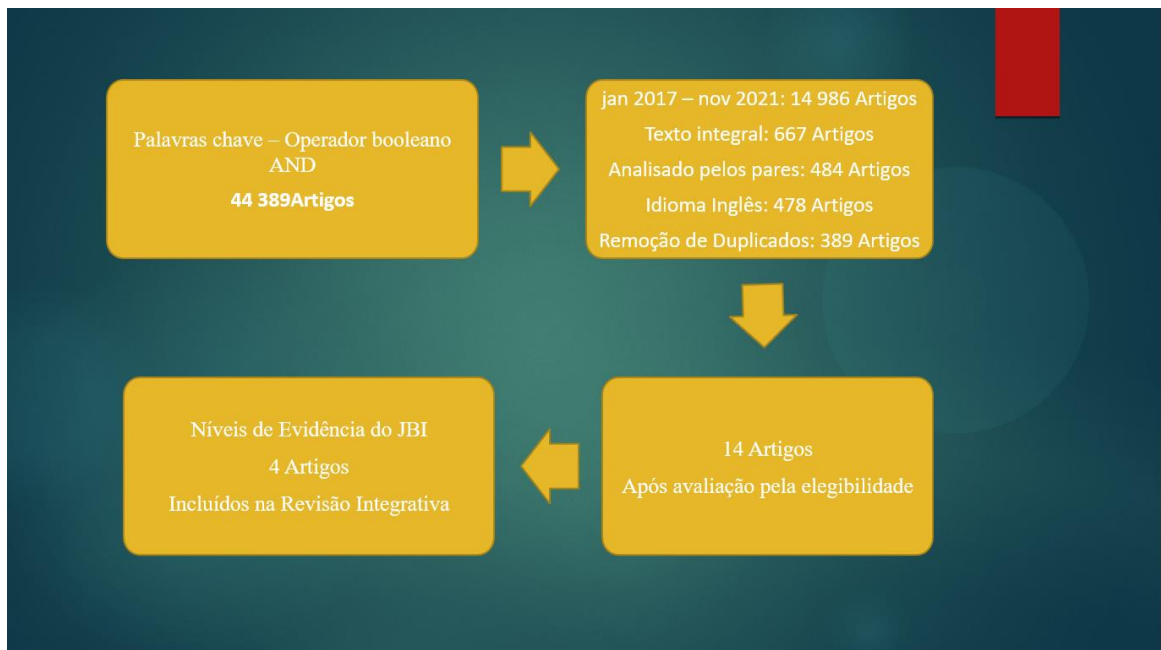 Palavras chave – Operador booleano
AND
44 389Artigos
jan 2017 – nov 2021: 14 986 Artigos
Texto integral: 667 Artigos
Analisado pelos pares: 484 Artigos
Idioma Inglês: 478 Artigos
Remoção de Duplicados: 389 Artigos
14 Artigos
Após avaliação pela elegibilidade
Níveis de Evidência do JBI
4 Artigos
Incluídos na Revisão Integrativa